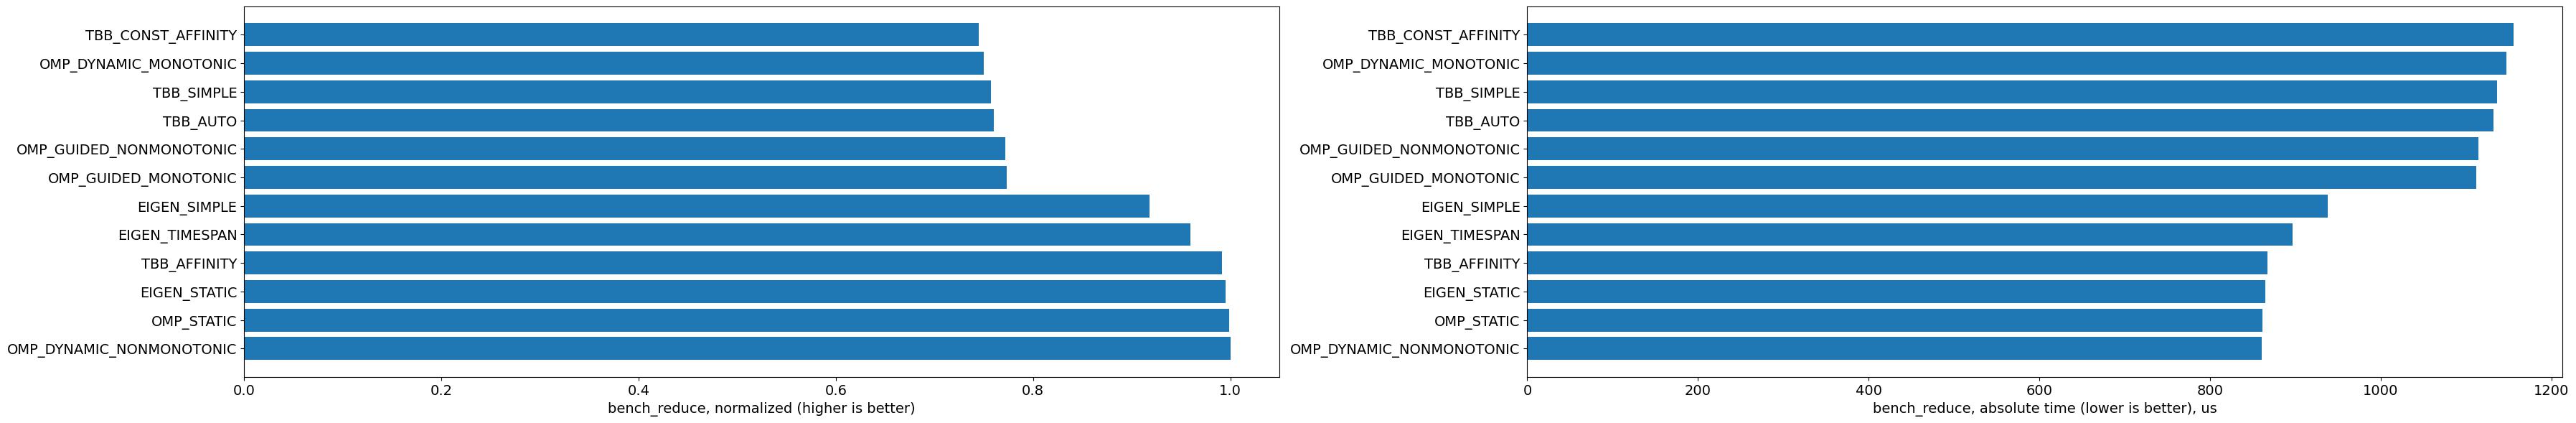 TBB_CONST_AFFINITY
OMP_DYNAMIC_MONOTONIC
TBB_SIMPLE
TBB_AUTO
OMP_GUIDED_NONMONOTONIC
OMP_GUIDED_MONOTONIC
EIGEN_SIMPLE
EIGEN_TIMESPAN
TBB_AFFINITY
EIGEN_STATIC
OMP_STATIC
OMP_DYNAMIC_NONMONOTONIC
0.0 0.2 0.4 0.6 0.8 1.0
bench_reduce, normalized (higher is better)
TBB_CONST_AFFINITY
OMP_DYNAMIC_MONOTONIC
TBB_SIMPLE
TBB_AUTO
OMP_GUIDED_NONMONOTONIC
OMP_GUIDED_MONOTONIC
EIGEN_SIMPLE
EIGEN_TIMESPAN
TBB_AFFINITY
EIGEN_STATIC
OMP_STATIC
OMP_DYNAMIC_NONMONOTONIC
0 200 400 600 800 1000 1200
bench_reduce, absolute time (lower is better), us